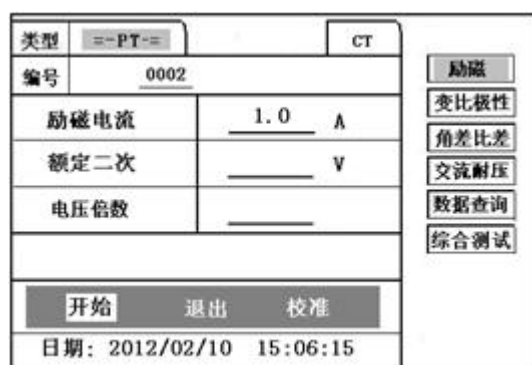 类型 =-PT-= CT
编号 0002
励磁电流 1.0 A
额定二次 V
电压倍数
开始 退出 校准
日期: 2012/02/10 15:06:15
励磁
变比极性
角差比差
交流耐压
数据查询
综合测试